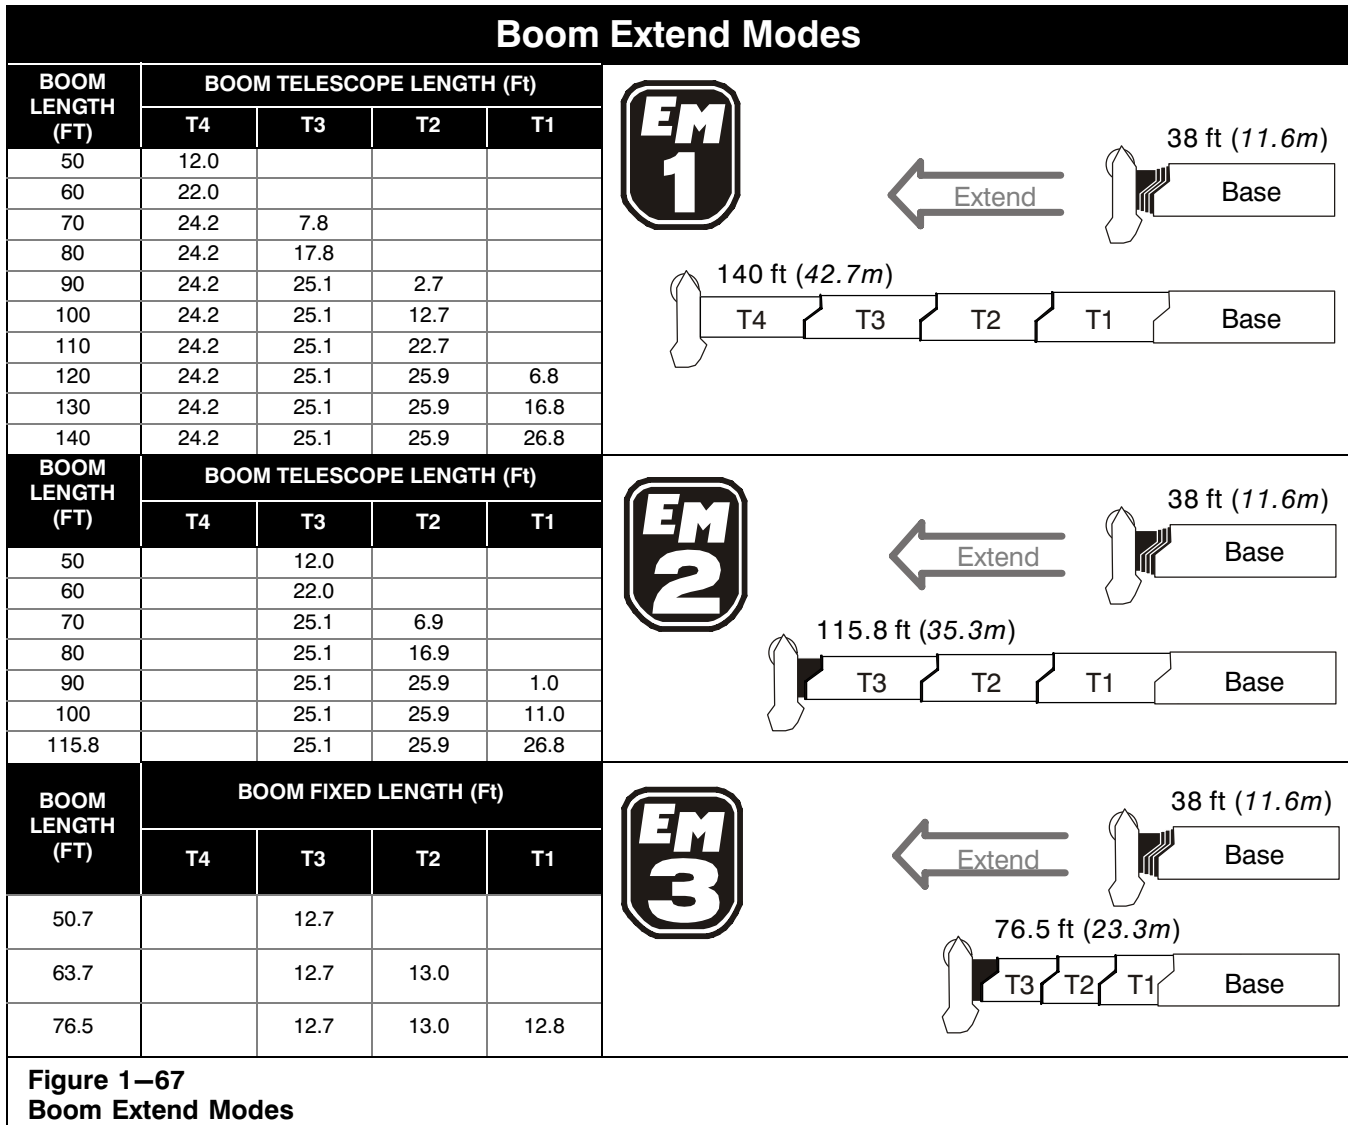 Boom Extend Modes
BOOM LENGTH (FT) BOOM TELESCOPE LENGTH (Ft)
T4 T3 T2 T1
50 12.0
60 22.0
70 24.2 7.8
80 24.2 17.8
90 24.2 25.1 2.7
100 24.2 25.1 12.7
110 24.2 25.1 22.7
120 24.2 25.1 25.9 6.8
130 24.2 25.1 25.9 16.8
140 24.2 25.1 25.9 26.8
EM 1
38 ft (11.6m)
Extend
Base
140 ft (42.7m)
T4 T3 T2 T1 Base
BOOM LENGTH (FT) BOOM TELESCOPE LENGTH (Ft)
T4 T3 T2 T1
50 12.0
60 22.0
70 25.1 6.9
80 25.1 16.9
90 25.1 25.9 1.0
100 25.1 25.9 11.0
115.8 25.1 25.9 26.8
EM 2
38 ft (11.6m)
Extend
Base
115.8 ft (35.3m)
T3 T2 T1 Base
BOOM LENGTH (FT) BOOM FIXED LENGTH (Ft)
T4 T3 T2 T1
50.7 12.7
63.7 12.7 13.0
76.5 12.7 13.0 12.8
EM 3
38 ft (11.6m)
Extend
Base
76.5 ft (23.3m)
T3 T2 T1 Base
Figure 1–67
Boom Extend Modes